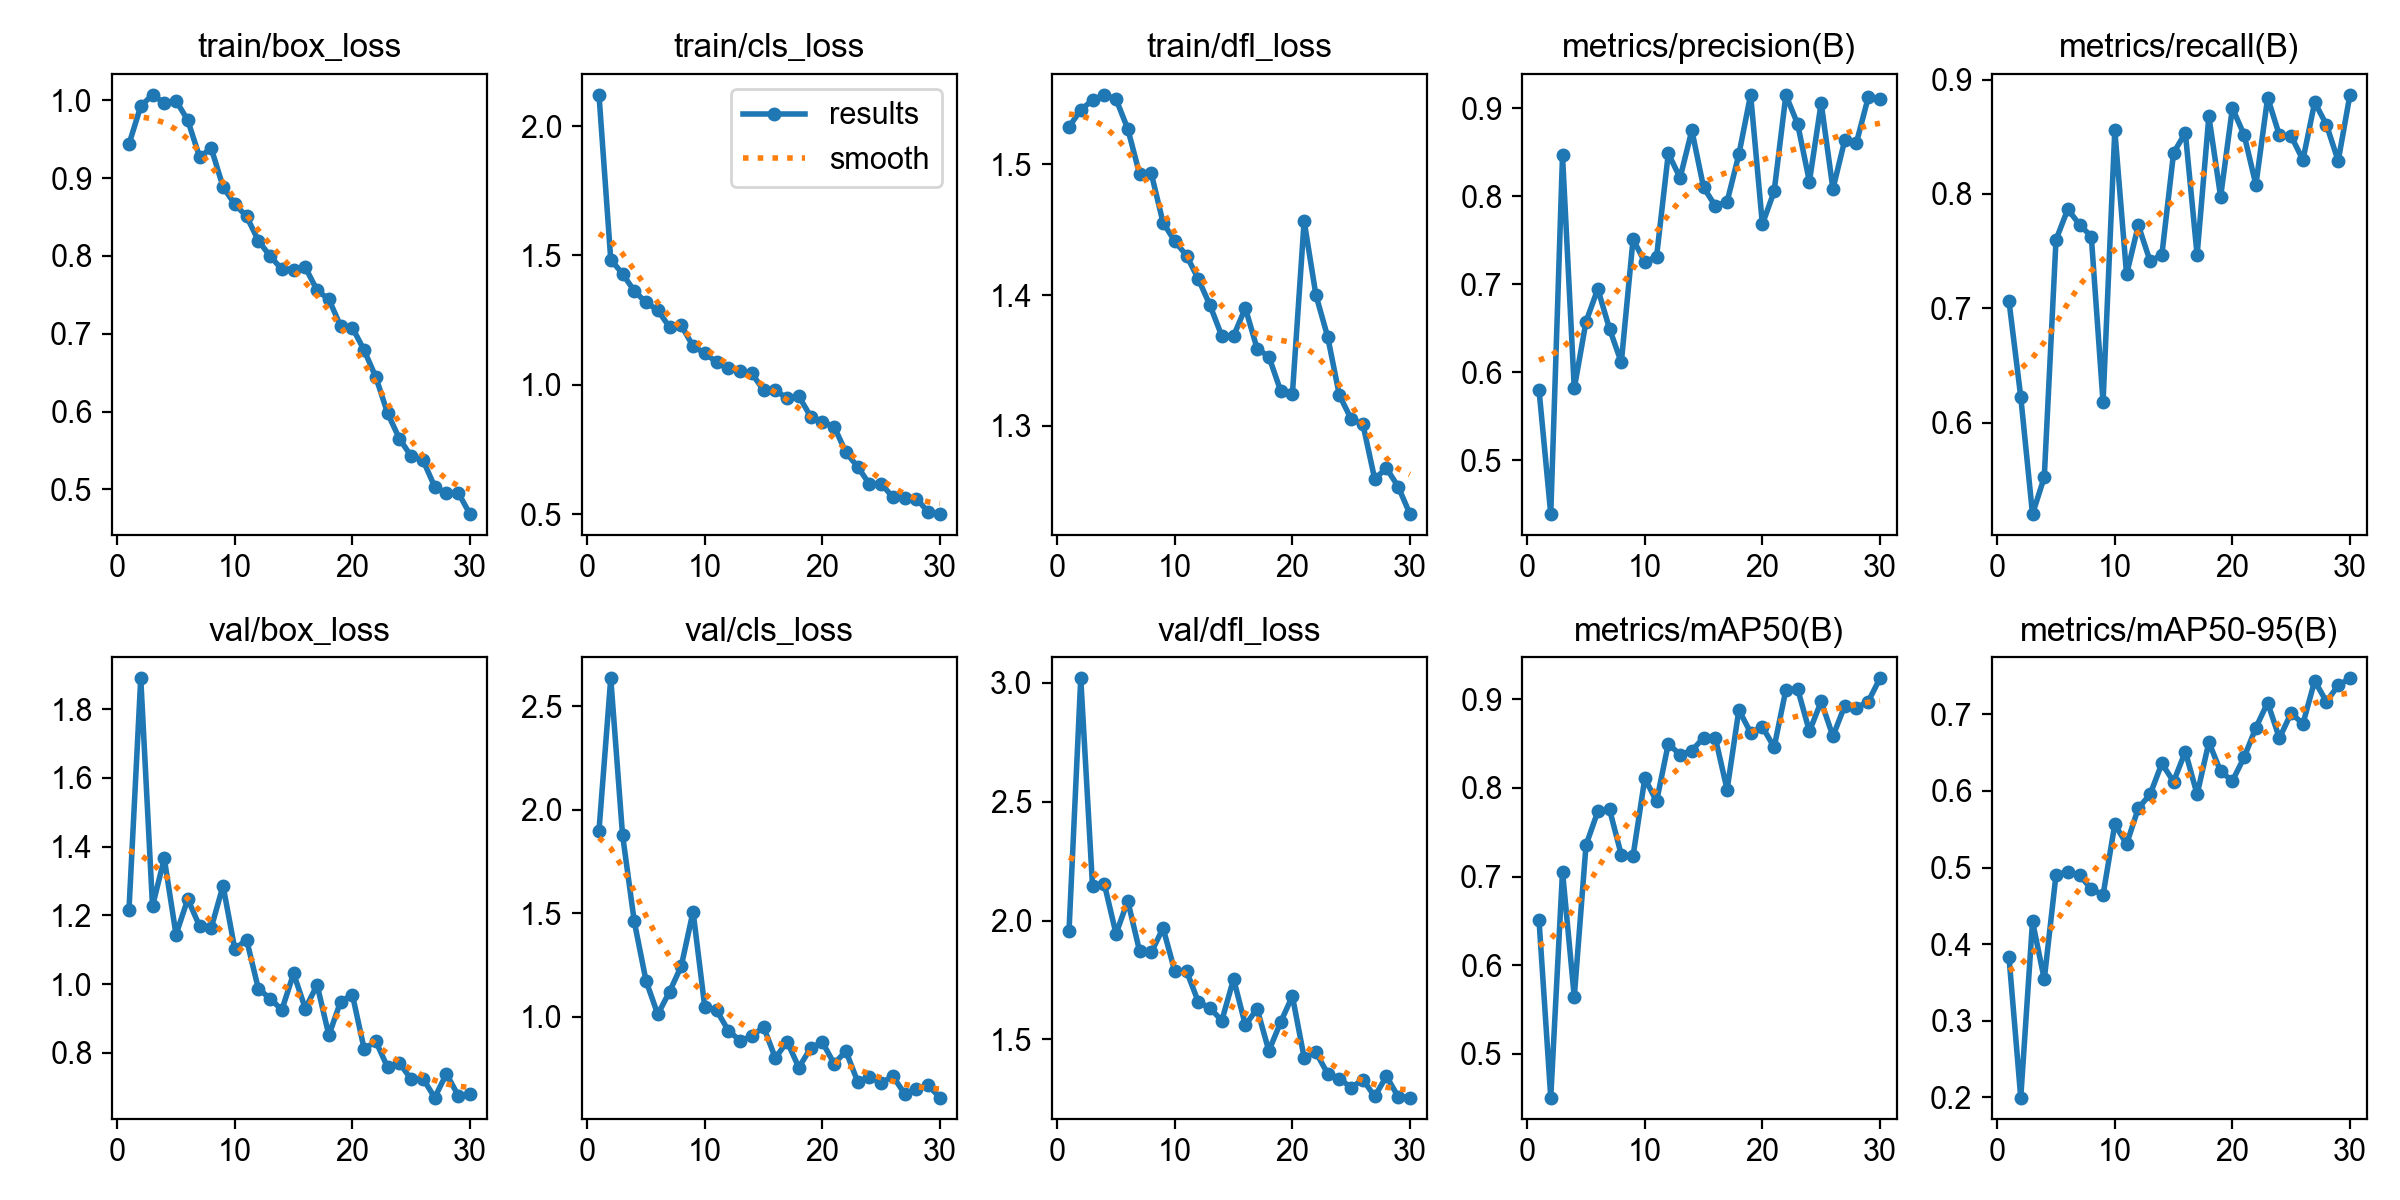 train/box_loss
1.0
0.9
0.8
0.7
0.6
0.5
0 10 20 30
train/cls_loss
results
smooth
2.0
1.5
1.0
0.5
0 10 20 30
train/dfl_loss
1.5
1.4
1.3
0 10 20 30
metrics/precision(B)
0.9
0.8
0.7
0.6
0.5
0 10 20 30
metrics/recall(B)
0.9
0.8
0.7
0.6
0 10 20 30
val/box_loss
1.8
1.6
1.4
1.2
1.0
0.8
0 10 20 30
val/cls_loss
2.5
2.0
1.5
1.0
0 10 20 30
val/dfl_loss
3.0
2.5
2.0
1.5
0 10 20 30
metrics/mAP50(B)
0.9
0.8
0.7
0.6
0.5
0 10 20 30
metrics/mAP50-95(B)
0.7
0.6
0.5
0.4
0.3
0.2
0 10 20 30